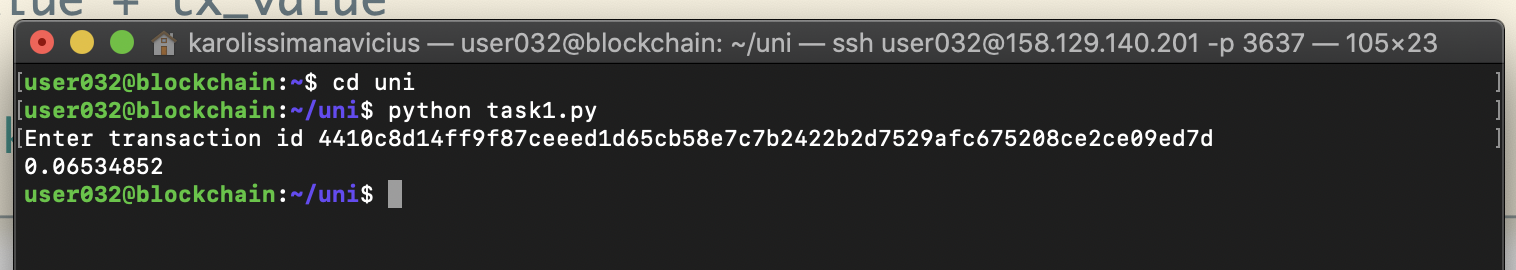 + tx_value
karolissimanavicius — user032@blockchain: ~/uni — ssh user032@158.129.140.201 -p 3637 — 105×23
[user032@blockchain:~$ cd uni ]
[user032@blockchain:~/uni$ python task1.py ]
[Enter transaction id 4410c8d14ff9f87ceeed1d65cb58e7c7b2422b2d7529afc675208ce2ce09ed7d ]
0.06534852
user032@blockchain:~/uni$